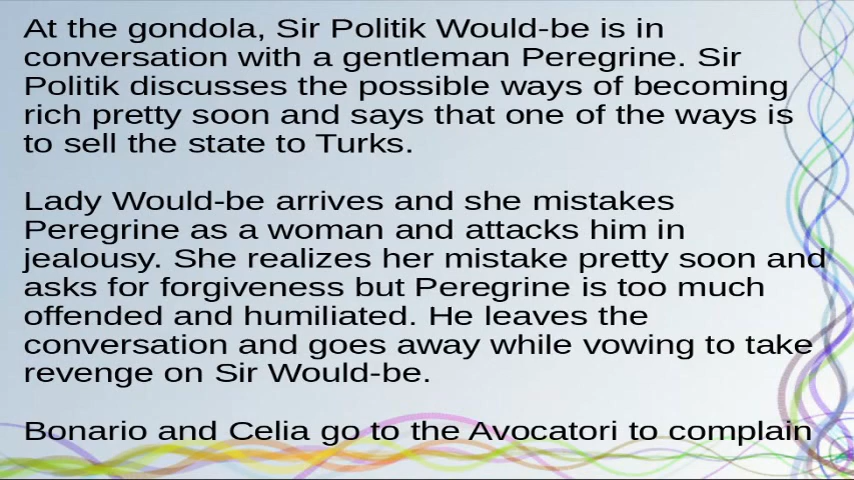 At the gondola, Sir Politik Would-be is in
conversation with a gentleman Peregrine. Sir
Politik discusses the possible ways of becoming
rich pretty soon and says that one of the ways is
to sell the state to Turks.
Lady Would-be arrives and she mistakes
Peregrine as a woman and attacks him in
jealousy. She realizes her mistake pretty soon and
asks for forgiveness but Peregrine is too much
offended and humiliated. He leaves the
conversation and goes away while vowing to take
revenge on Sir Would-be.
Bonario and Celia go to the Avocatori to complain